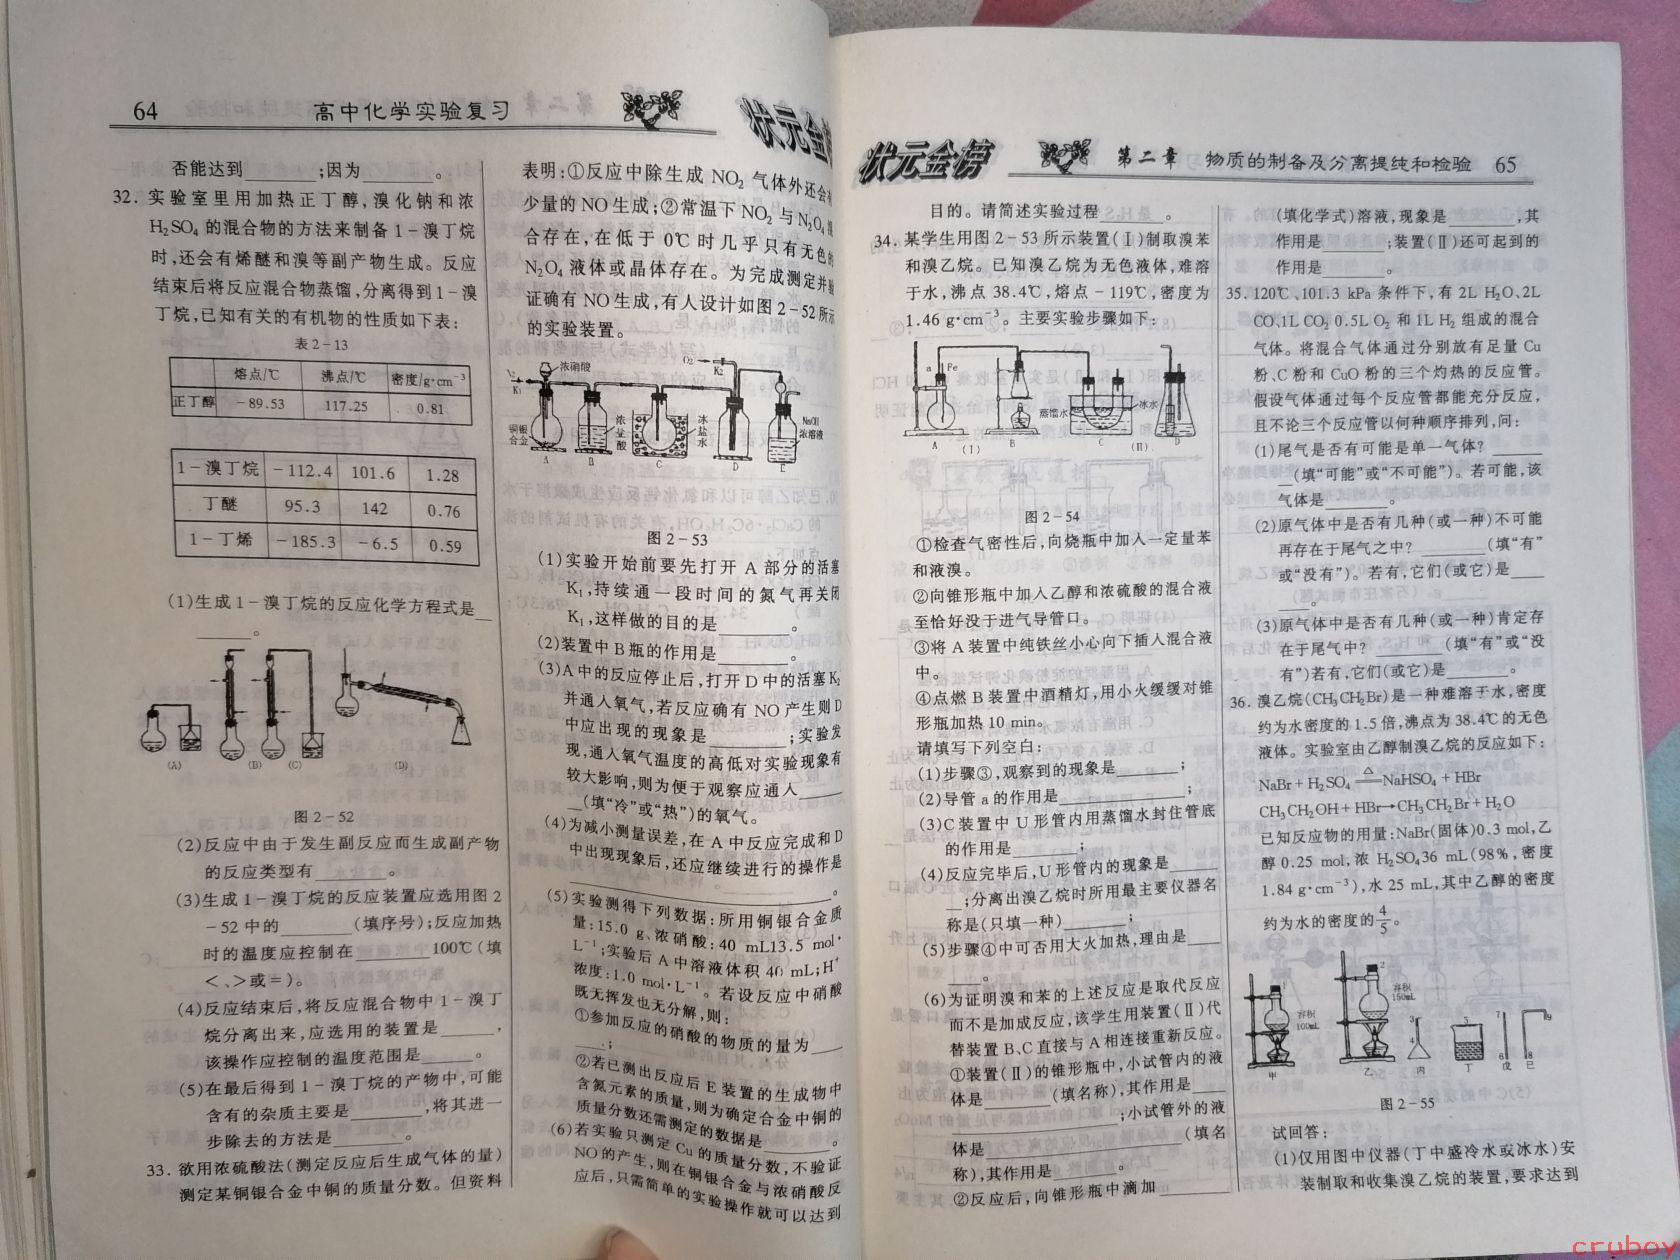 64 高中化学实验复习 状元金榜
否能达到______;因为______。
32. 实验室里用加热正丁醇,溴化钠和浓
H₂SO₄的混合物的方法来制备1-溴丁烷
时,还会有烯醚和溴等副产物生成。反应
结束后将反应混合物蒸馏,分离得到1-溴
丁烷,已知有关的有机物的性质如下表:
表2-13
熔点/℃ 沸点/℃ 密度/g·cm⁻³
正丁醇 -89.53 117.25 0.81
1-溴丁烷 -112.4 101.6 1.28
丁醚 95.3 142 0.76
1-丁烯 -185.3 -6.5 0.59
(1)生成1-溴丁烷的反应化学方程式是__
______。
(A) (B) (C) (D)
图2-52
(2)反应中由于发生副反应而生成副产物
的反应类型有______。
(3)生成1-溴丁烷的反应装置应选用图2
-52中的______(填序号);反应加热
时的温度应控制在______100℃(填
<、>或=)。
(4)反应结束后,将反应混合物中1-溴丁
烷分离出来,应选用的装置是______,
该操作应控制的温度范围是______。
(5)在最后得到1-溴丁烷的产物中,可能
含有的杂质主要是______,将其进一
步除去的方法是______。
33. 欲用浓硫酸法(测定反应后生成气体的量)
测定某铜银合金中铜的质量分数。但资料
表明:①反应中除生成NO₂气体外还会有
少量的NO生成;②常温下NO₂与N₂O₄混
合存在,在低于0℃时几乎只有无色的
N₂O₄液体或晶体存在。为完成测定并验
证确有NO生成,有人设计如图2-52所示
的实验装置。
N₂ K₁ 浓硝酸 O₂ K₂
铜银合金 浓盐酸 冰盐水 NaOH浓溶液
A B C D E
图2-53
(1)实验开始前要先打开A部分的活塞
K₁,持续通一段时间的氮气再关闭
K₁,这样做的目的是______。
(2)装置中B瓶的作用是______。
(3)A中的反应停止后,打开D中的活塞K₂
并通入氧气,若反应确有NO产生则D
中应出现的现象是______;实验发
现,通入氧气温度的高低对实验现象有
较大影响,则为便于观察应通入____
__(填“冷”或“热”)的氧气。
(4)为减小测量误差,在A中反应完成和D
中出现现象后,还应继续进行的操作是
____________。
(5)实验测得下列数据:所用铜银合金质
量:15.0 g、浓硝酸:40 mL13.5 mol·
L⁻¹;实验后A中溶液体积40 mL;H⁺
浓度:1.0 mol·L⁻¹。若设反应中硝酸
既无挥发也无分解,则:
①参加反应的硝酸的物质的量为____
____;
②若已测出反应后E装置的生成物中
含氮元素的质量,则为确定合金中铜的
质量分数还需测定的数据是______。
(6)若实验只测定Cu的质量分数,不验证
NO的产生,则在铜银合金与浓硝酸反
应后,只需简单的实验操作就可以达到
状元金榜 第二章 物质的制备及分离提纯和检验 65
目的。请简述实验过程______。
34. 某学生用图2-53所示装置(Ⅰ)制取溴苯
和溴乙烷。已知溴乙烷为无色液体,难溶
于水,沸点38.4℃,熔点-119℃,密度为
1.46 g·cm⁻³。主要实验步骤如下:
a Fe 蒸馏水 冰水
A B C D
(Ⅰ) (Ⅱ)
图2-54
①检查气密性后,向烧瓶中加入一定量苯
和液溴。
②向锥形瓶中加入乙醇和浓硫酸的混合液
至恰好没于进气导管口。
③将A装置中纯铁丝小心向下插入混合液
中。
④点燃B装置中酒精灯,用小火缓缓对锥
形瓶加热10 min。
请填写下列空白:
(1)步骤③,观察到的现象是______;
(2)导管a的作用是______;
(3)C装置中U形管内用蒸馏水封住管底
的作用是______;
(4)反应完毕后,U形管内的现象是____
__;分离出溴乙烷时所用最主要仪器名
称是(只填一种)______;
(5)步骤④中可否用大火加热,理由是____
____。
(6)为证明溴和苯的上述反应是取代反应
而不是加成反应,该学生用装置(Ⅱ)代
替装置B、C直接与A相连接重新反应。
①装置(Ⅱ)的锥形瓶中,小试管内的液
体是______(填名称),其作用是____
____________;小试管外的液
体是____________(填名
称),其作用是______。
②反应后,向锥形瓶中滴加______
(填化学式)溶液,现象是______,其
作用是______;装置(Ⅱ)还可起到的
作用是______。
35. 120℃、101.3 kPa条件下,有2L H₂O、2L
CO、1L CO₂ 0.5L O₂和1L H₂组成的混合
气体。将混合气体通过分别放有足量Cu
粉、C粉和CuO粉的三个灼热的反应管。
假设气体通过每个反应管都能充分反应,
且不论三个反应管以何种顺序排列,问:
(1)尾气是否有可能是单一气体?____
__(填“可能”或“不可能”)。若可能,该
气体是______。
(2)原气体中是否有几种(或一种)不可能
再存在于尾气之中?______(填“有”
或“没有”)。若有,它们(或它)是____
____。
(3)原气体中是否有几种(或一种)肯定存
在于尾气中?______(填“有”或“没
有”)若有,它们(或它)是______。
36. 溴乙烷(CH₃CH₂Br)是一种难溶于水,密度
约为水密度的1.5倍,沸点为38.4℃的无色
液体。实验室由乙醇制溴乙烷的反应如下:
NaBr+H₂SO₄ =△= NaHSO₄+HBr
CH₃CH₂OH+HBr→CH₃CH₂Br+H₂O
已知反应物的用量:NaBr(固体)0.3 mol,乙
醇0.25 mol,浓H₂SO₄36 mL(98%,密度
1.84 g·cm⁻³),水25 mL,其中乙醇的密度
约为水的密度的4/5。
容积100mL 容积150mL
甲 乙 丙 丁 戊 己
图2-55
试回答:
(1)仅用图中仪器(丁中盛冷水或冰水)安
装制取和收集溴乙烷的装置,要求达到
cruboy